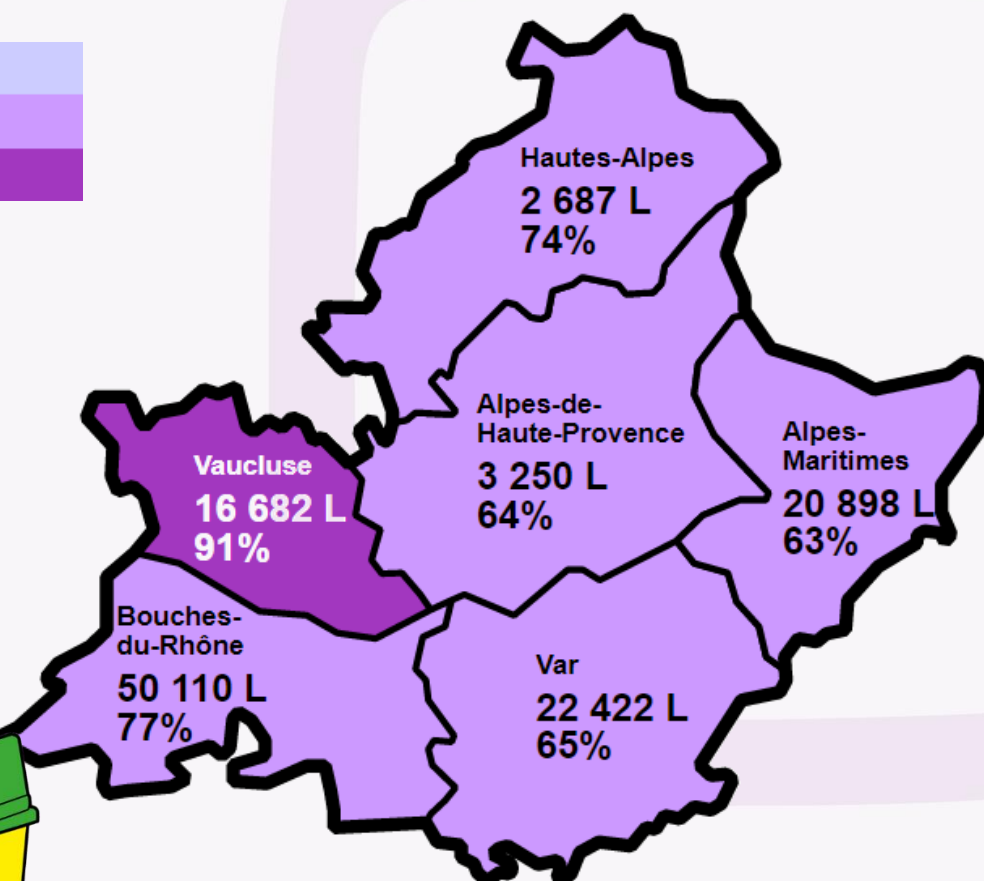 Hautes-Alpes
2 687 L
74%
Alpes-de-
Haute-Provence
3 250 L
64%
Alpes-
Maritimes
20 898 L
63%
Vaucluse
16 682 L
91%
Bouches-
du-Rhône
50 110 L
77%
Var
22 422 L
65%